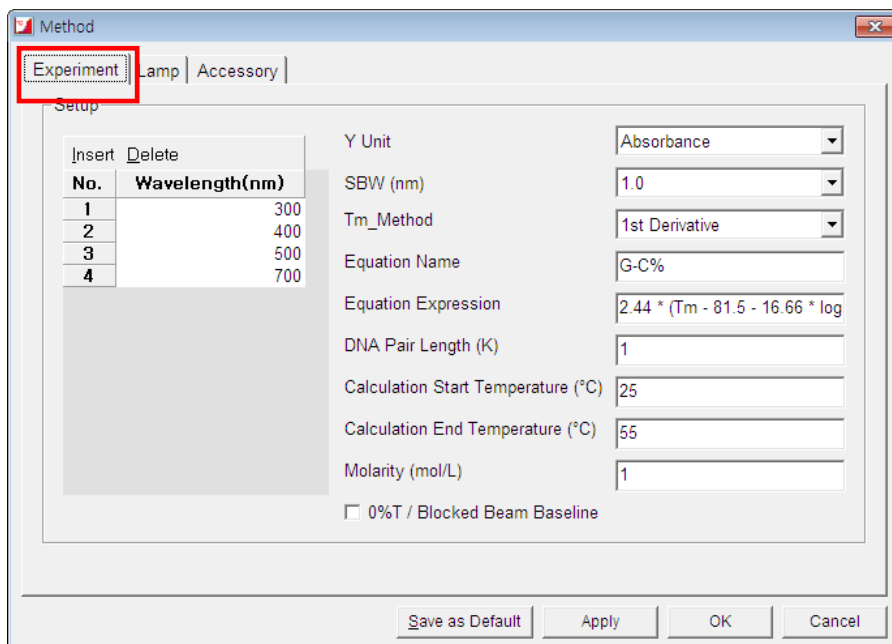 Method
Experiment Lamp Accessory
Setup
Insert Delete
No. Wavelength(nm)
1 300
2 400
3 500
4 700
Y Unit Absorbance
SBW (nm) 1.0
Tm_Method 1st Derivative
Equation Name G-C%
Equation Expression 2.44 * (Tm - 81.5 - 16.66 * log
DNA Pair Length (K) 1
Calculation Start Temperature (°C) 25
Calculation End Temperature (°C) 55
Molarity (mol/L) 1
0%T / Blocked Beam Baseline
Save as Default Apply OK Cancel